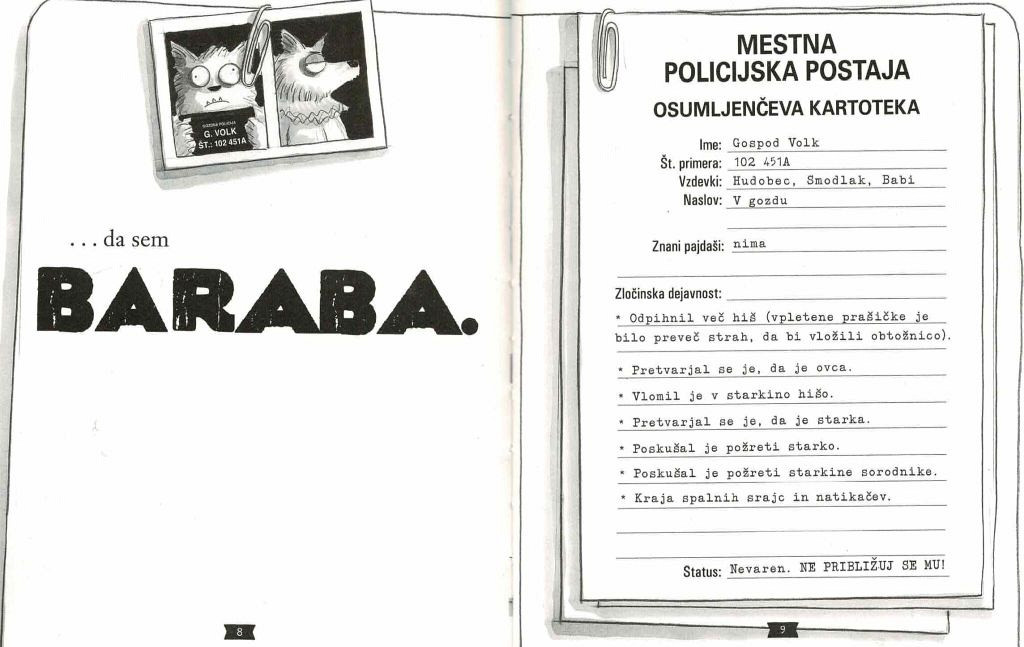 GOZDNA POLICIJA
G. VOLK
ŠT.: 102 451A
...da sem
BARABA.
8
MESTNA
POLICIJSKA POSTAJA
OSUMLJENČEVA KARTOTEKA
Ime: Gospod Volk
Št. primera: 102 451A
Vzdevki: Hudobec, Smodlak, Babi
Naslov: V gozdu
Znani pajdaši: nima
Zločinska dejavnost:
* Odpihnil več hiš (vpletene prašičke je
bilo preveč strah, da bi vložili obtožnico).
* Pretvarjal se je, da je ovca.
* Vlomil je v starkino hišo.
* Pretvarjal se je, da je starka.
* Poskušal je požreti starko.
* Poskušal je požreti starkine sorodnike.
* Kraja spalnih srajc in natikačev.
Status: Nevaren. NE PRIBLIŽUJ SE MU!
9